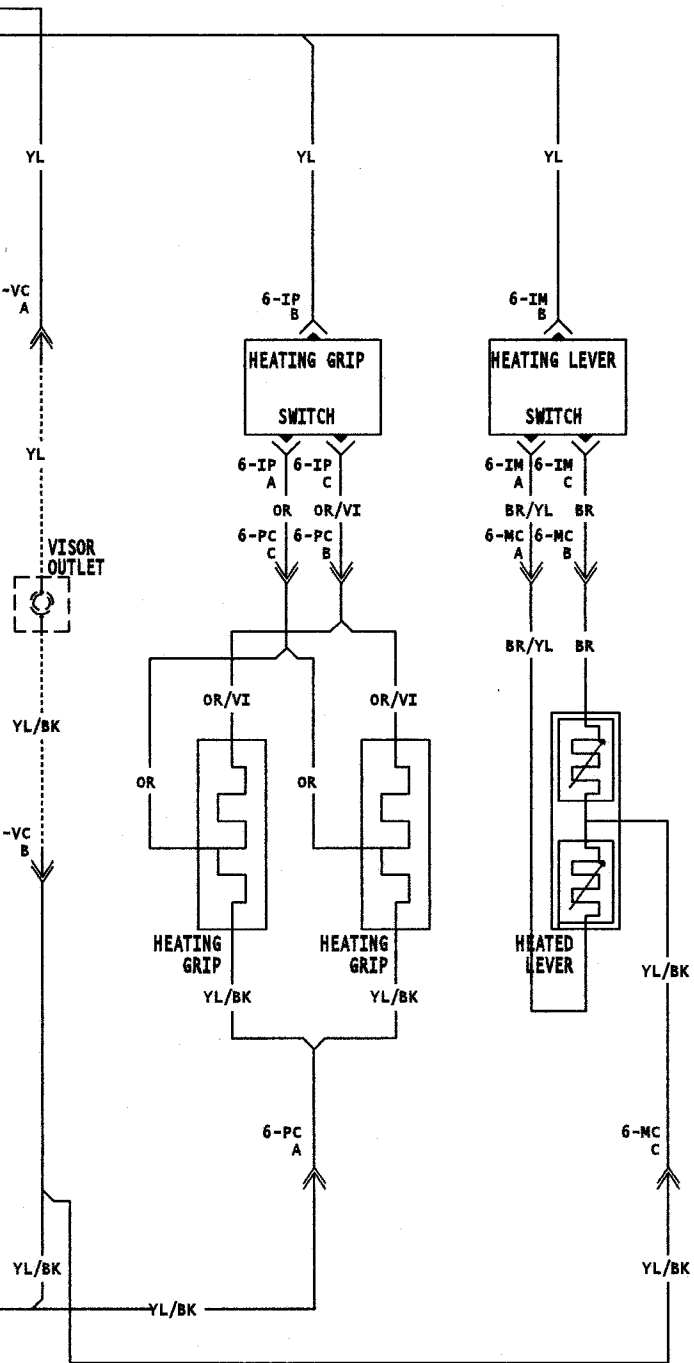 YL
YL
YL
-VC
A
6-IP
B
6-IM
B
HEATING GRIP
SWITCH
HEATING LEVER
SWITCH
YL
6-IP
A
6-IP
C
6-IM
A
6-IM
C
OR
OR/VI
BR/YL
BR
6-PC
C
6-PC
B
6-MC
A
6-MC
B
VISOR
OUTLET
BR/YL
BR
OR/VI
OR/VI
YL/BK
OR
OR
-VC
B
HEATING
GRIP
HEATING
GRIP
HEATED
LEVER
YL/BK
YL/BK
YL/BK
6-PC
A
6-MC
C
YL/BK
YL/BK
YL/BK